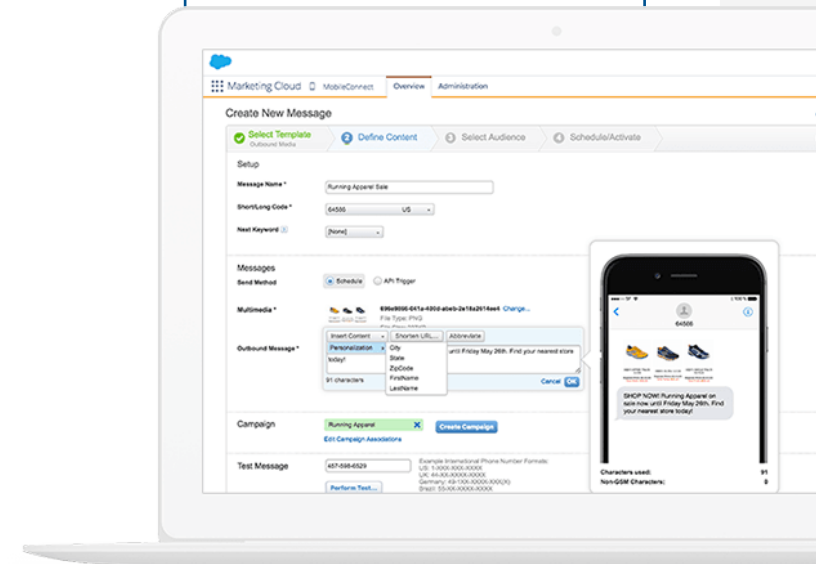 Marketing Cloud MobileConnect Overview Administration
Create New Message
Select Template
Outbound Media
2 Define Content
3 Select Audience
4 Schedule/Activate
Setup
Message Name * Running Apparel Sale
Short/Long Code * 64586 US
Next Keyword [None]
Messages
Send Method Schedule API Trigger
Multimedia * Change...
File Type: PNG
Insert Content Shorten URL... Abbreviate
Outbound Message * Personalization City until Friday May 26th. Find your nearest store
today! State
ZipCode
91 characters FirstName Cancel OK
LastName
Campaign Running Apparel X Create Campaign
Edit Campaign Associations
Example International Phone Number Formats:
Test Message 457-598-6529 US: 1-XXX-XXX-XXXX
Perform Test...
64586
SHOP NOW! Running Apparel on
sale now until Friday May 26th. Find
your nearest store today!
Characters used: 91
Non-GSM Characters: 0